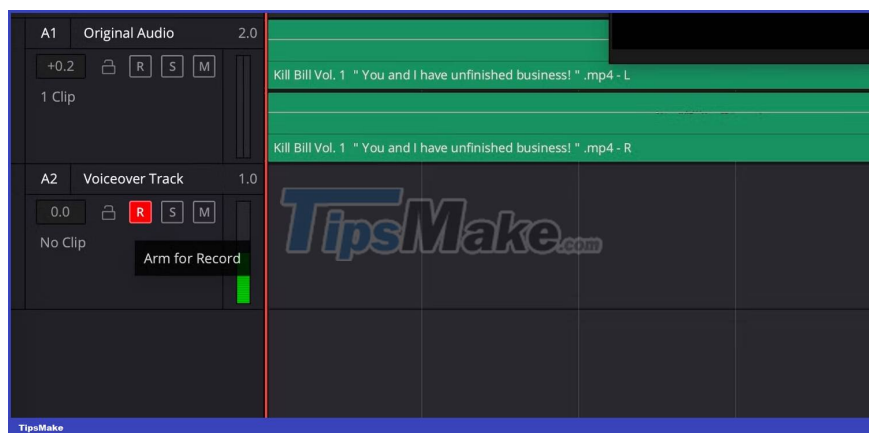 A1 Original Audio 2.0
+0.2 R S M
1 Clip
Kill Bill Vol. 1 " You and I have unfinished business! " .mp4 - L
Kill Bill Vol. 1 " You and I have unfinished business! " .mp4 - R
A2 Voiceover Track 1.0
0.0 R S M
No Clip
Arm for Record
TipsMake.com
TipsMake